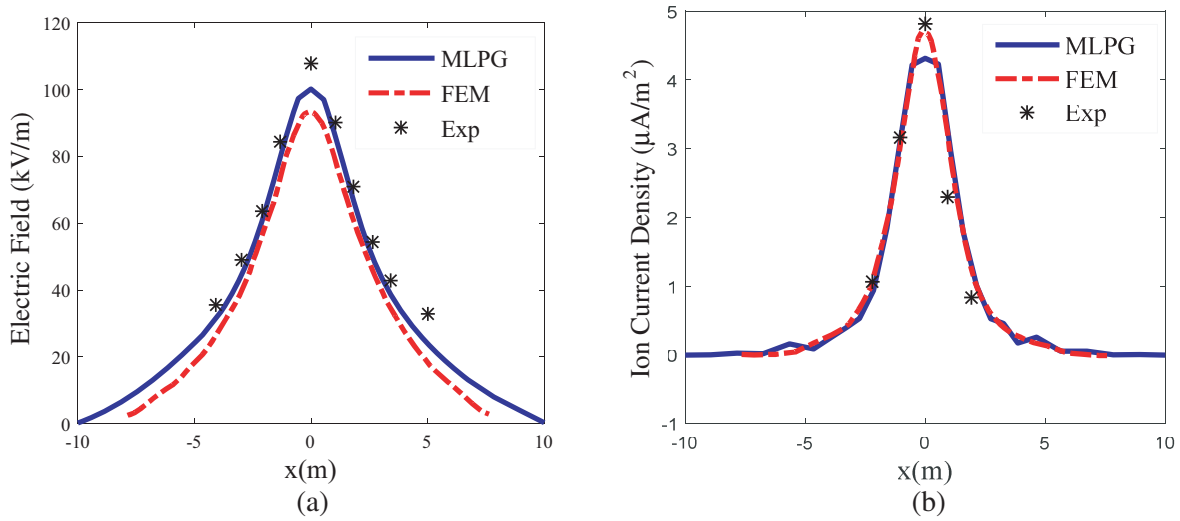 120
100
80
60
40
20
0
-10
-5
0
5
10
Electric Field (kV/m)
x(m)
MLPG
FEM
Exp
(a)
5
4
3
2
1
0
-1
-10
-5
0
5
10
Ion Current Density (µA/m²)
x(m)
MLPG
FEM
Exp
(b)